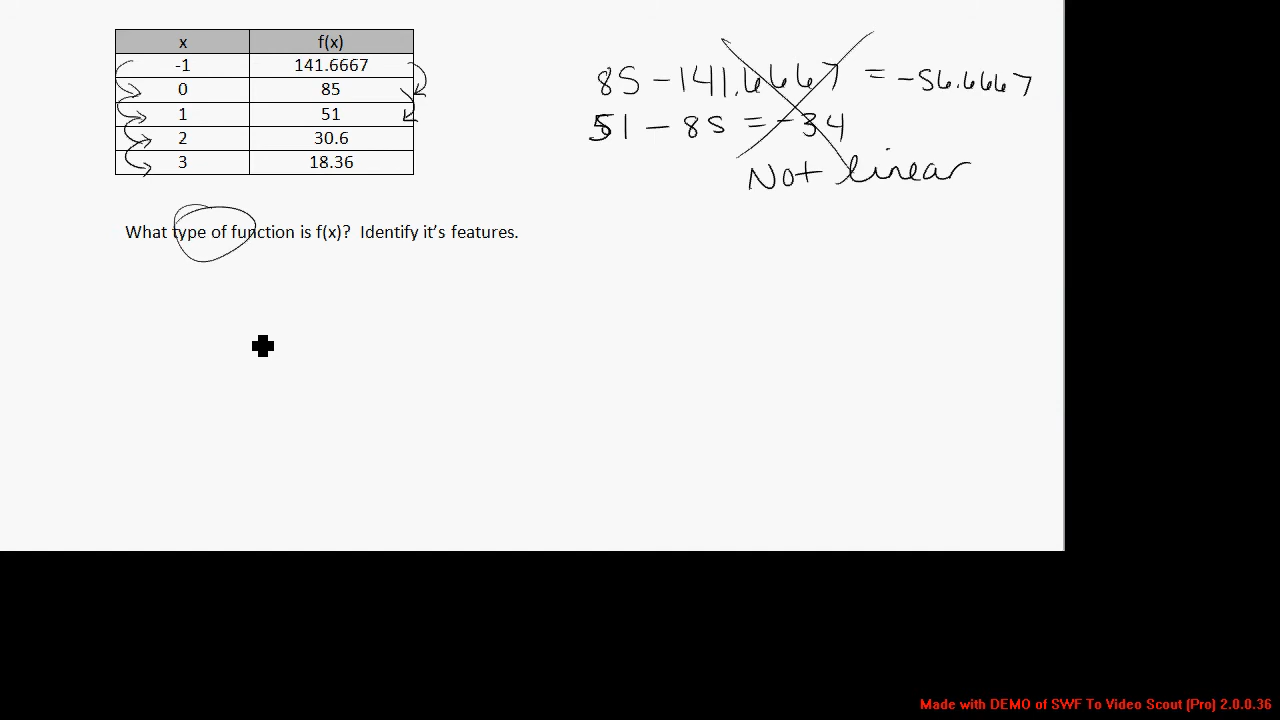 x f(x)
-1 141.6667
0 85
1 51
2 30.6
3 18.36
85 - 141.6667 = -56.6667
51 - 85 = -34
Not linear
What type of function is f(x)? Identify it's features.
Made with DEMO of SWF To Video Scout (Pro) 2.0.0.36